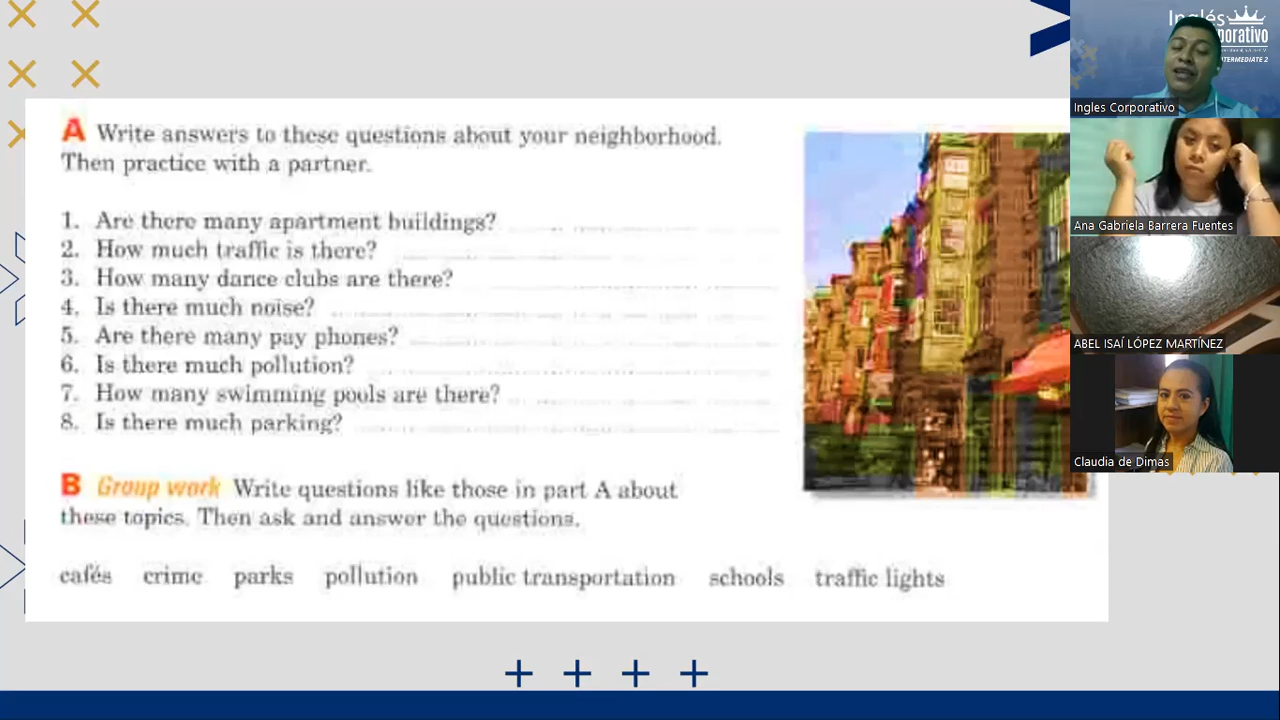 A Write answers to these questions about your neighborhood.
Then practice with a partner.
1. Are there many apartment buildings?
2. How much traffic is there?
3. How many dance clubs are there?
4. Is there much noise?
5. Are there many pay phones?
6. Is there much pollution?
7. How many swimming pools are there?
8. Is there much parking?
B Group work Write questions like those in part A about
these topics. Then ask and answer the questions.
cafés crime parks pollution public transportation schools traffic lights
Inglés
INTERMEDIATE 2
Ingles Corporativo
Ana Gabriela Barrera Fuentes
ABEL ISAÍ LÓPEZ MARTÍNEZ
Claudia de Dimas